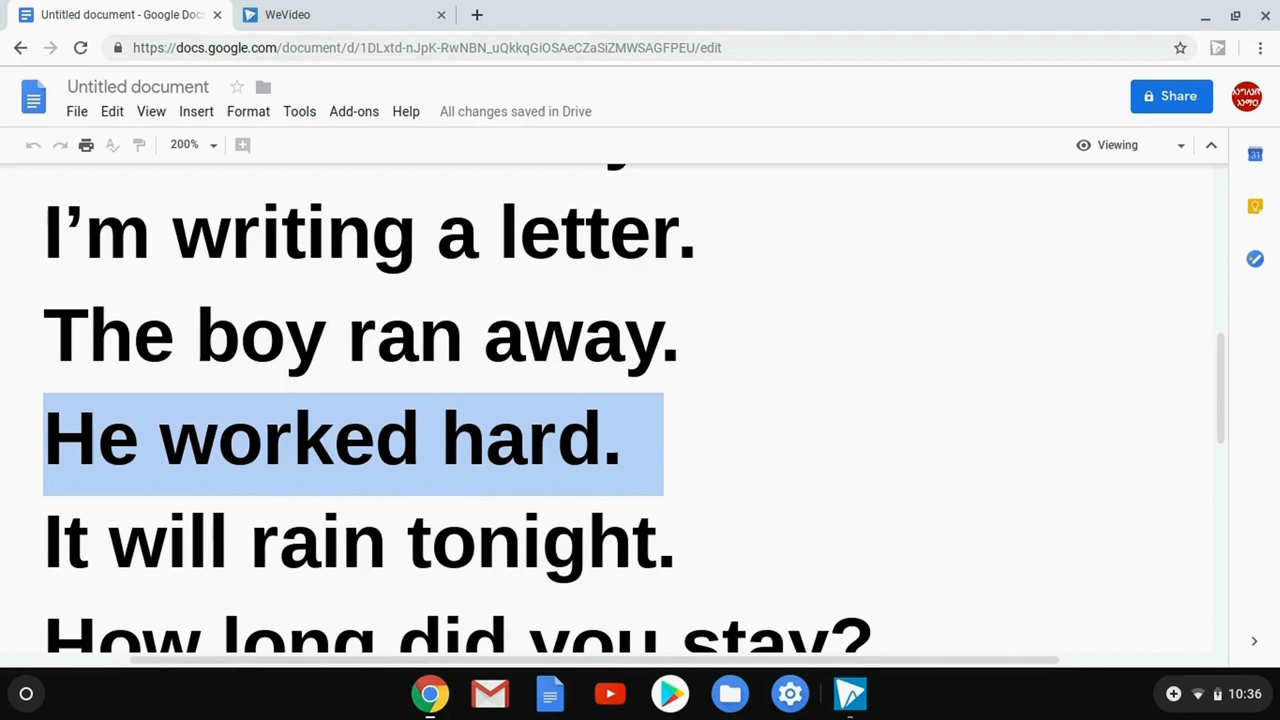 Untitled document - Google Docs
WeVideo
https://docs.google.com/document/d/1DLxtd-nJpK-RwNBN_uQkkqGiOSAeCZaSiZMWSAGFPEU/edit
Untitled document
File Edit View Insert Format Tools Add-ons Help All changes saved in Drive
Share
200%
Viewing
31
I’m writing a letter.
The boy ran away.
He worked hard.
It will rain tonight.
How long did you stay?
10:36